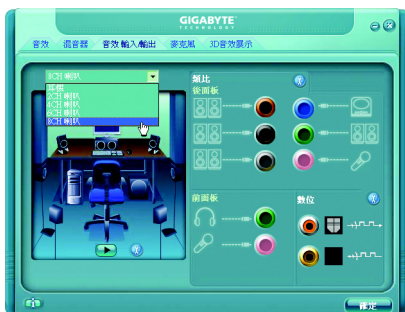 GIGABYTE
TECHNOLOGY
音效 混音器 音效輸入/輸出 麥克風 3D音效展示
8CH 喇叭
耳機
2CH 喇叭
4CH 喇叭
6CH 喇叭
8CH 喇叭
類比
後面板
前面板
數位
確定